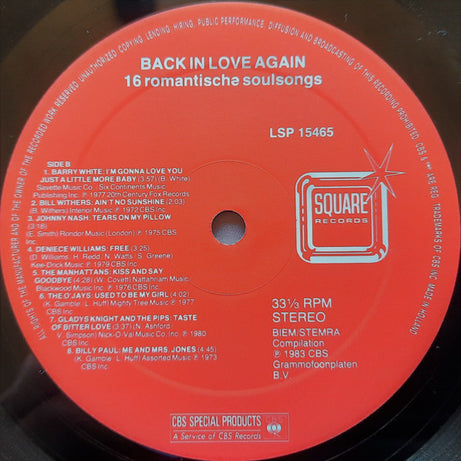 ALL RIGHTS OF THE MANUFACTURER AND OF THE OWNER OF THE RECORDED WORK RESERVED. UNAUTHORIZED COPYING, LENDING, HIRING, PUBLIC PERFORMANCE, DIFFUSION AND BROADCASTING OF THIS RECORDING PROHIBITED. CBS & ARE REG. TRADEMARKS OF CBS INC. MADE IN HOLLAND
BACK IN LOVE AGAIN
16 romantische soulsongs
LSP 15465
SIDE B
1. BARRY WHITE: I'M GONNA LOVE YOU
JUST A LITTLE MORE BABY (3:57) (B. White)
Savette Music Co., Six Continents Music
Publishing Inc. ℗ 1977 20th Century Fox Records
2. BILL WITHERS: AIN'T NO SUNSHINE (2:03)
(B. Withers) Interior Music ℗ 1972 CBS Inc.
3. JOHNNY NASH: TEARS ON MY PILLOW
(3:18)
(E. Smith) Rondor Music (London) ℗ 1975 CBS
Inc.
4. DENIECE WILLIAMS: FREE (3:25)
(D. Williams, H. Redd, N. Watts, S. Greene)
Kee-Drick Music ℗ 1979 CBS Inc.
5. THE MANHATTANS: KISS AND SAY
GOODBYE (4:28) (W. Covett) Nattahnam Music
Blackwood Music ℗ 1976 CBS Inc.
6. THE O'JAYS: USED TO BE MY GIRL (4:02)
(K. Gamble, L. Huff) Mighty Tree Music ℗ 1977
CBS Inc.
7. GLADYS KNIGHT AND THE PIPS: TASTE
OF BITTER LOVE (3:37) (N. Ashford,
V. Simpson) Nick-O-Val Music Co. Inc. ℗ 1980
CBS Inc.
8. BILLY PAUL: ME AND MRS. JONES (4:45)
(K. Gamble, L. Huff) Assorted Music ℗ 1973
CBS Inc.
SQUARE
RECORDS
33⅓ RPM
STEREO
BIEM/STEMRA
Compilation
℗ 1983 CBS
Grammofoonplaten
B.V.
CBS SPECIAL PRODUCTS
A Service of CBS Records
CBS